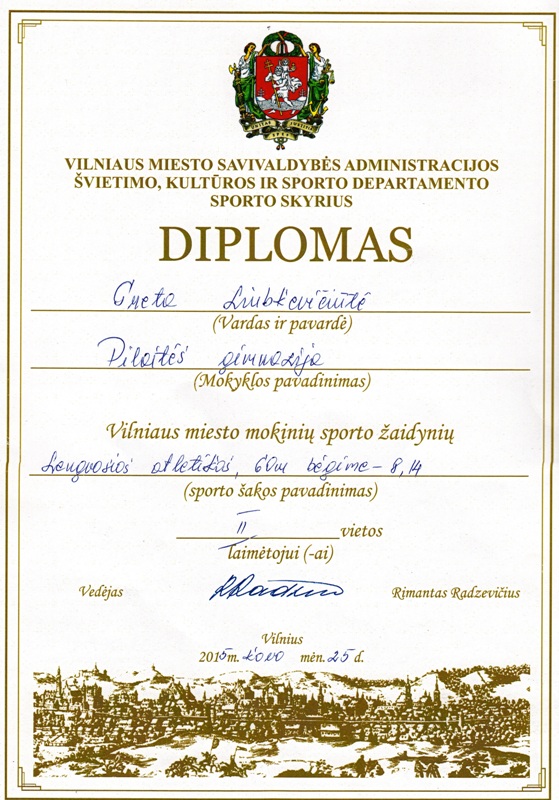 VILNIAUS MIESTO SAVIVALDYBĖS ADMINISTRACIJOS
ŠVIETIMO, KULTŪROS IR SPORTO DEPARTAMENTO
SPORTO SKYRIUS
DIPLOMAS
Greta Liubkevičiūtė
(Vardas ir pavardė)
Pilaitės gimnazija
(Mokyklos pavadinimas)
Vilniaus miesto mokinių sporto žaidynių
Lengvosios atletikos, 60m bėgime - 8,14
(sporto šakos pavadinimas)
II vietos
laimėtojui (-ai)
Vedėjas Rimantas Radzevičius
Vilnius
2015 m. kovo mėn. 25 d.